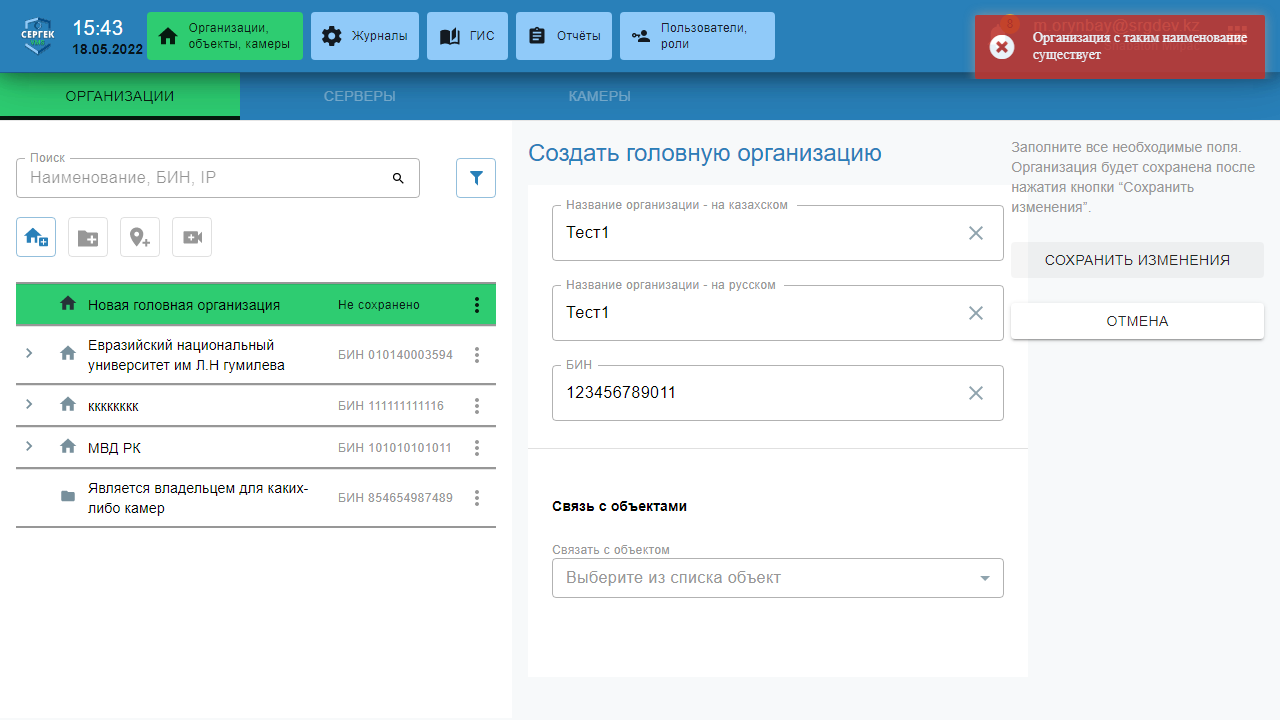 СЕРГЕК
15:43
18.05.2022
Организации,
объекты, камеры
Журналы
ГИС
Отчёты
Пользователи,
роли
m.orynbay@srgdev.kz
Организация с таким наименование
существует
ОРГАНИЗАЦИИ
СЕРВЕРЫ
КАМЕРЫ
Поиск
Наименование, БИН, IP
Новая головная организация
Не сохранено
Евразийский национальный
университет им Л.Н гумилева
БИН 010140003594
кккккккк
БИН 111111111116
МВД РК
БИН 101010101011
Является владельцем для каких-
либо камер
БИН 854654987489
Создать головную организацию
Название организации - на казахском
Тест1
Название организации - на русском
Тест1
БИН
123456789011
Связь с объектами
Связать с объектом
Выберите из списка объект
Заполните все необходимые поля.
Организация будет сохранена после
нажатия кнопки “Сохранить
изменения”.
СОХРАНИТЬ ИЗМЕНЕНИЯ
ОТМЕНА